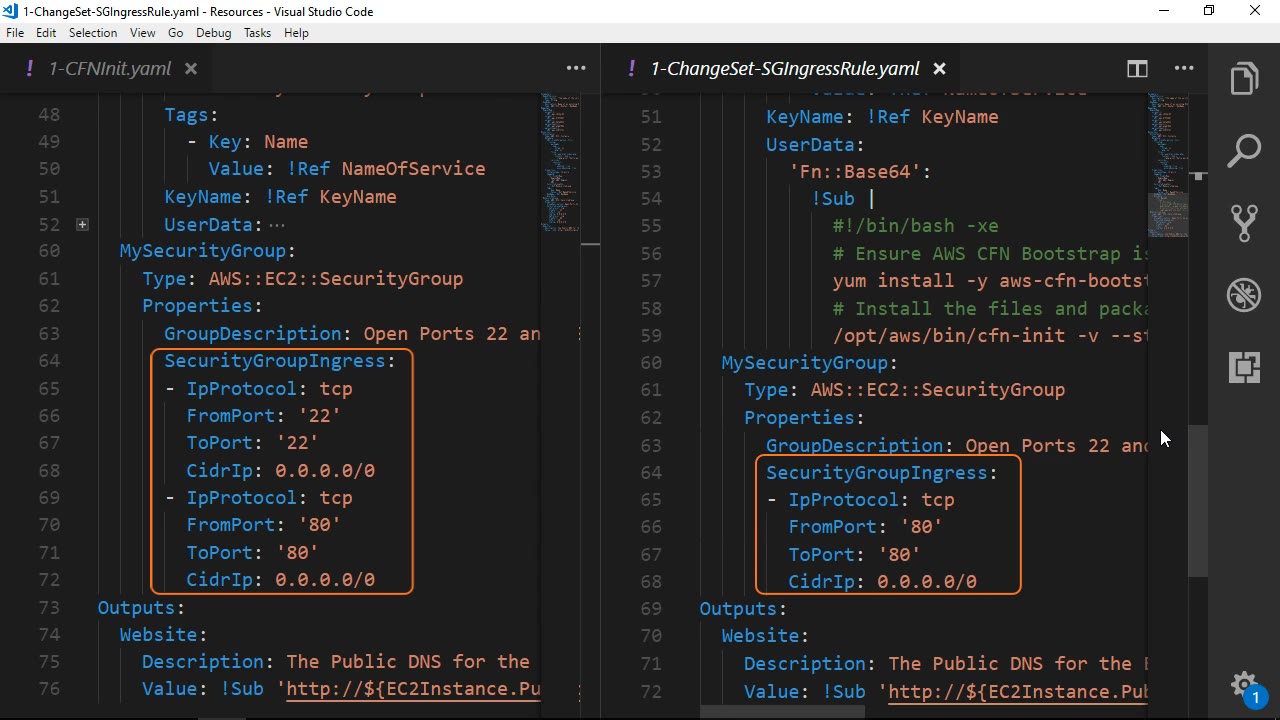 1-ChangeSet-SGIngressRule.yaml - Resources - Visual Studio Code
File Edit Selection View Go Debug Tasks Help
! 1-CFNInit.yaml
48 Tags:
49 - Key: Name
50 Value: !Ref NameOfService
51 KeyName: !Ref KeyName
52 UserData: ···
60 MySecurityGroup:
61 Type: AWS::EC2::SecurityGroup
62 Properties:
63 GroupDescription: Open Ports 22 an
64 SecurityGroupIngress:
65 - IpProtocol: tcp
66 FromPort: '22'
67 ToPort: '22'
68 CidrIp: 0.0.0.0/0
69 - IpProtocol: tcp
70 FromPort: '80'
71 ToPort: '80'
72 CidrIp: 0.0.0.0/0
73 Outputs:
74 Website:
75 Description: The Public DNS for the
76 Value: !Sub 'http://${EC2Instance.Pu
! 1-ChangeSet-SGIngressRule.yaml
51 KeyName: !Ref KeyName
52 UserData:
53 'Fn::Base64':
54 !Sub |
55 #!/bin/bash -xe
56 # Ensure AWS CFN Bootstrap is
57 yum install -y aws-cfn-bootst
58 # Install the files and packa
59 /opt/aws/bin/cfn-init -v --st
60 MySecurityGroup:
61 Type: AWS::EC2::SecurityGroup
62 Properties:
63 GroupDescription: Open Ports 22 and
64 SecurityGroupIngress:
65 - IpProtocol: tcp
66 FromPort: '80'
67 ToPort: '80'
68 CidrIp: 0.0.0.0/0
69 Outputs:
70 Website:
71 Description: The Public DNS for the E
72 Value: !Sub 'http://${EC2Instance.Pub
1